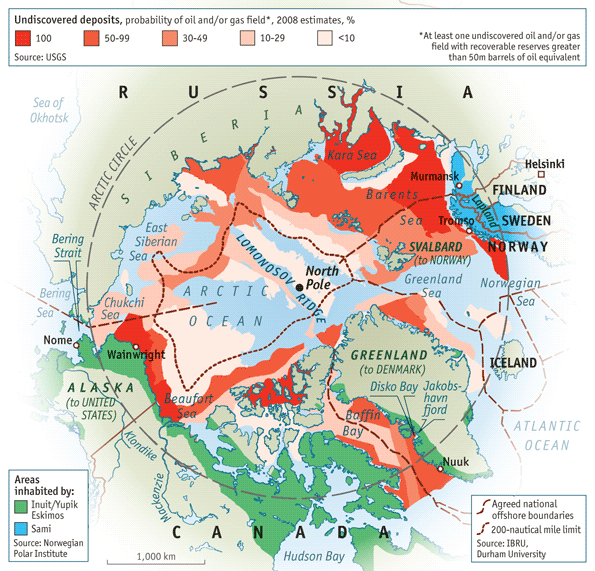 Undiscovered deposits, probability of oil and/or gas field*, 2008 estimates, %
100
50-99
30-49
10-29
<10
Source: USGS
*At least one undiscovered oil and/or gas
field with recoverable reserves greater
than 50m barrels of oil equivalent
RUSSIA
Sea of
Okhotsk
SIBERIA
ARCTIC CIRCLE
Kara Sea
Murmansk
Helsinki
Barents
Sea
FINLAND
Lapland
SWEDEN
Tromso
NORWAY
East
Siberian
Sea
SVALBARD
(to NORWAY)
Bering
Strait
LOMONOSOV RIDGE
North
Pole
Greenland
Sea
Norwegian
Sea
Bering
Sea
Chukchi
Sea
ARCTIC
OCEAN
Nome
Wainwright
GREENLAND
(to DENMARK)
ICELAND
ALASKA
(to UNITED
STATES)
Beaufort
Sea
Disko Bay
Jakobs-
havn
fjord
Baffin
Bay
ATLANTIC
OCEAN
Klondike
Mackenzie
Nuuk
Areas
inhabited by:
Inuit/Yupik
Eskimos
Sami
Source: Norwegian
Polar Institute
CANADA
1,000 km
Hudson Bay
Agreed national
offshore boundaries
200-nautical mile limit
Source: IBRU,
Durham University